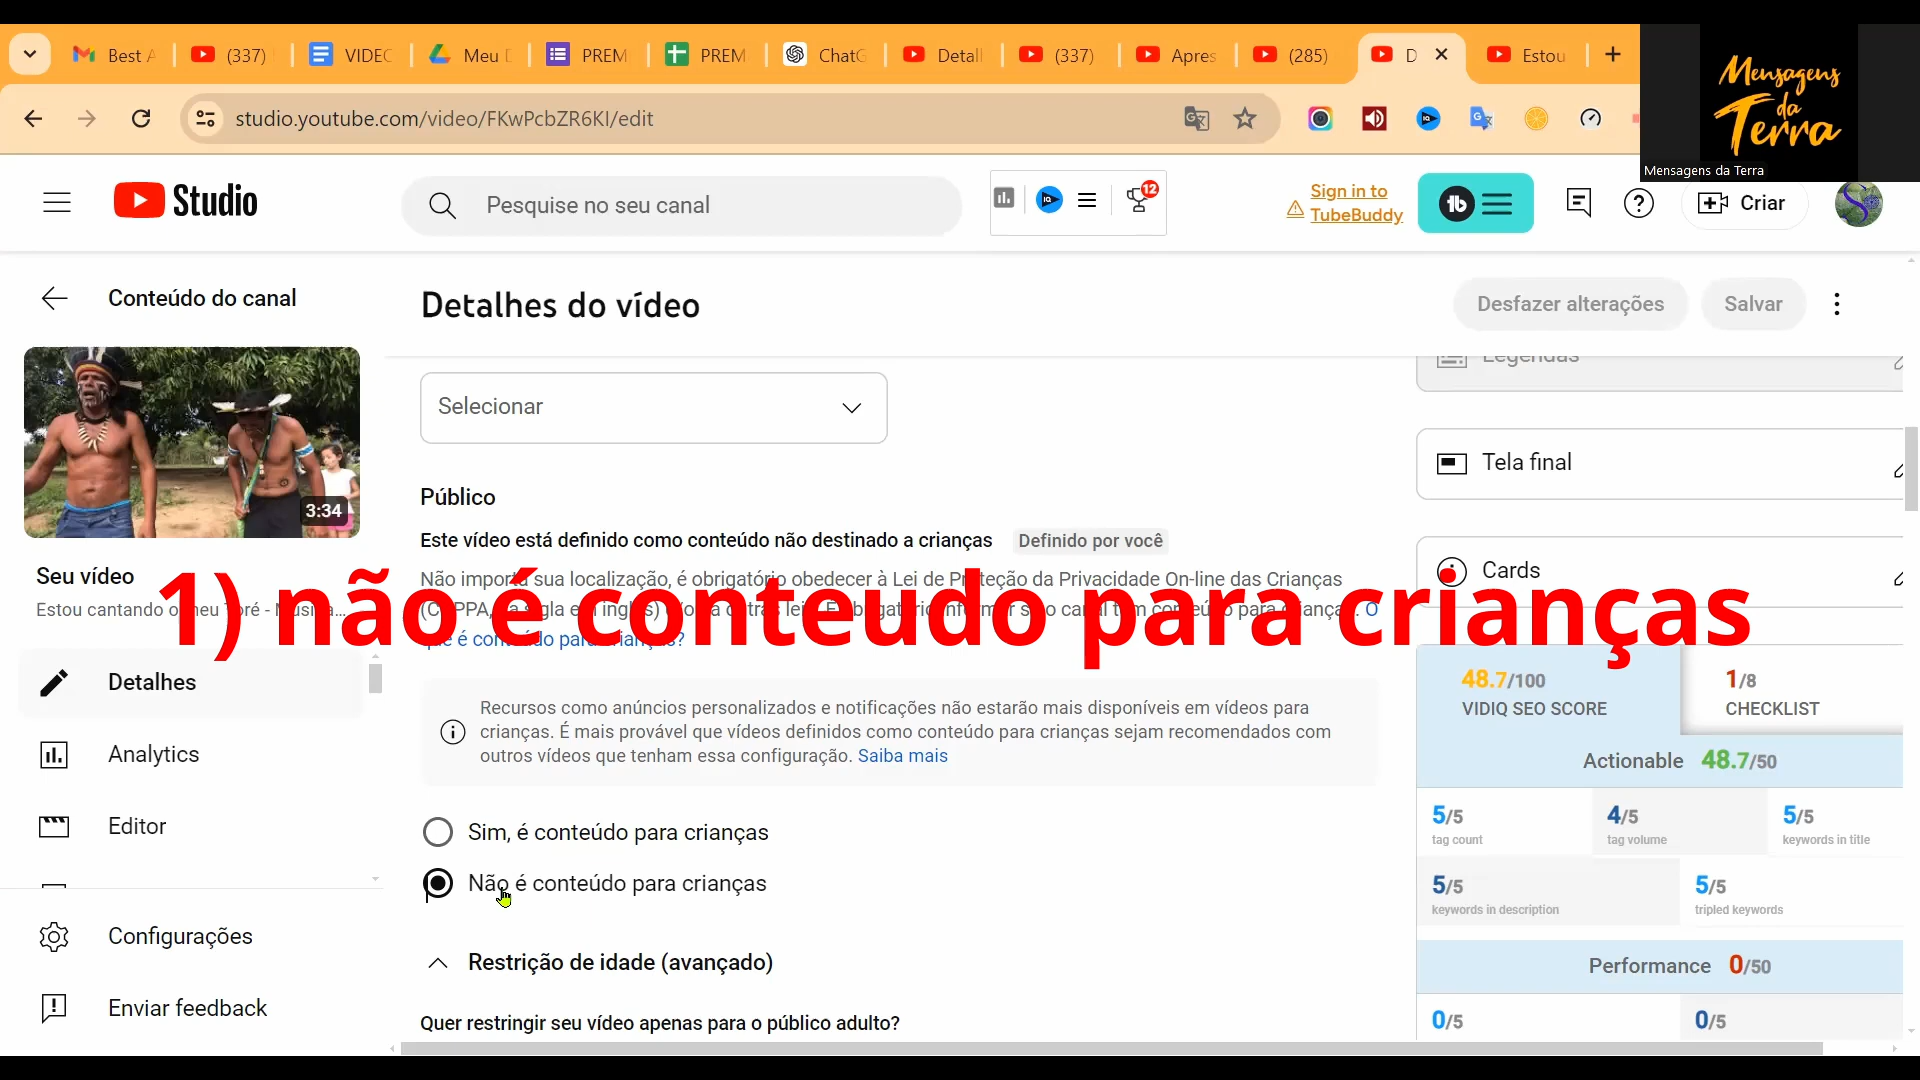 Best
(337)
VIDEC
Meu
PREM
PREM
ChatG
Detall
(337)
Apres
(285)
D
Estou
studio.youtube.com/video/FKwPcbZR6KI/edit
Mensagens
da
Terra
Mensagens da Terra
Studio
Pesquise no seu canal
12
Sign in to
TubeBuddy
Criar
Conteúdo do canal
Detalhes do vídeo
Desfazer alterações
Salvar
Legendas
Selecionar
3:34
Tela final
Público
Este vídeo está definido como conteúdo não destinado a crianças
Definido por você
Cards
Seu vídeo
1) não é conteudo para crianças
Recursos como anúncios personalizados e notificações não estarão mais disponíveis em vídeos para
crianças. É mais provável que vídeos definidos como conteúdo para crianças sejam recomendados com
outros vídeos que tenham essa configuração. Saiba mais
Detalhes
Analytics
Editor
Configurações
Enviar feedback
Sim, é conteúdo para crianças
Não é conteúdo para crianças
Restrição de idade (avançado)
Quer restringir seu vídeo apenas para o público adulto?
48.7/100
VIDIQ SEO SCORE
1/8
CHECKLIST
Actionable 48.7/50
5/5
tag count
4/5
tag volume
5/5
keywords in title
5/5
keywords in description
5/5
tripled keywords
Performance 0/50
0/5
0/5